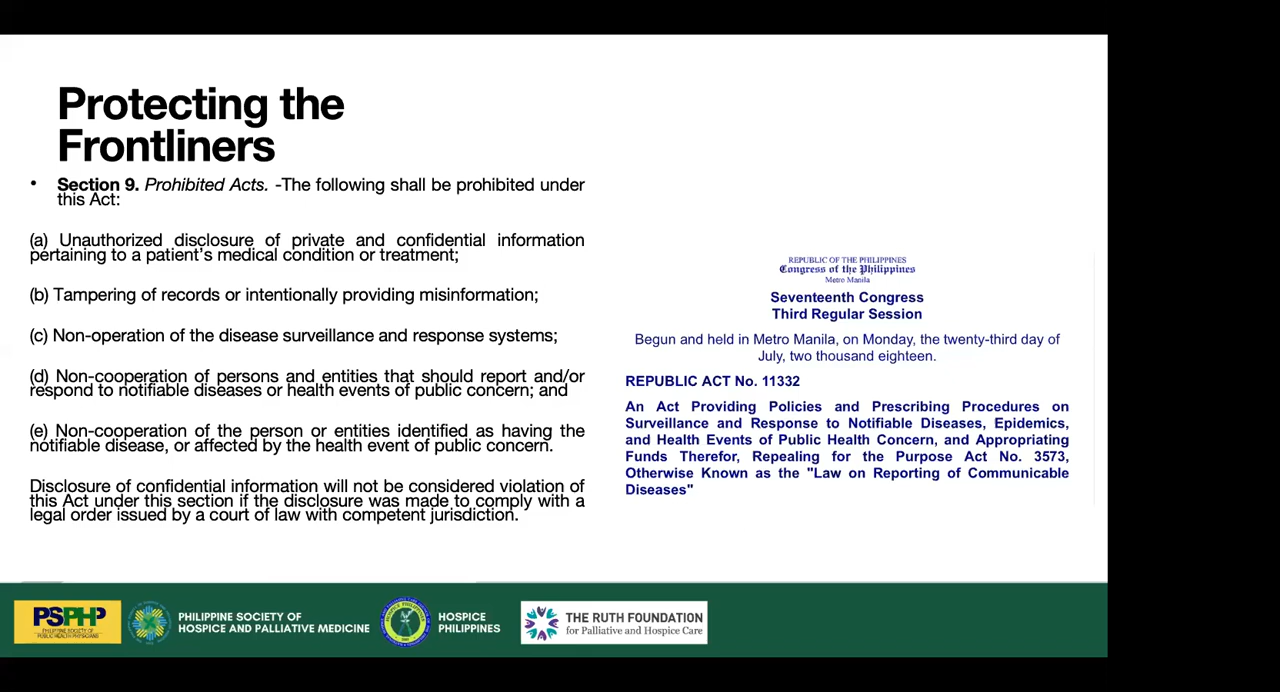 Protecting the
Frontliners
• Section 9. Prohibited Acts. -The following shall be prohibited under
this Act:
(a) Unauthorized disclosure of private and confidential information
pertaining to a patient's medical condition or treatment;
(b) Tampering of records or intentionally providing misinformation;
(c) Non-operation of the disease surveillance and response systems;
(d) Non-cooperation of persons and entities that should report and/or
respond to notifiable diseases or health events of public concern; and
(e) Non-cooperation of the person or entities identified as having the
notifiable disease, or affected by the health event of public concern.
Disclosure of confidential information will not be considered violation of
this Act under this section if the disclosure was made to comply with a
legal order issued by a court of law with competent jurisdiction.
REPUBLIC OF THE PHILIPPINES
Congress of the Philippines
Metro Manila
Seventeenth Congress
Third Regular Session
Begun and held in Metro Manila, on Monday, the twenty-third day of
July, two thousand eighteen.
REPUBLIC ACT No. 11332
An Act Providing Policies and Prescribing Procedures on
Surveillance and Response to Notifiable Diseases, Epidemics,
and Health Events of Public Health Concern, and Appropriating
Funds Therefor, Repealing for the Purpose Act No. 3573,
Otherwise Known as the "Law on Reporting of Communicable
Diseases"
PSPHP
PHILIPPINE SOCIETY OF
PUBLIC HEALTH PHYSICIANS
PHILIPPINE SOCIETY OF
HOSPICE AND PALLIATIVE MEDICINE
HOSPICE
PHILIPPINES
THE RUTH FOUNDATION
for Palliative and Hospice Care